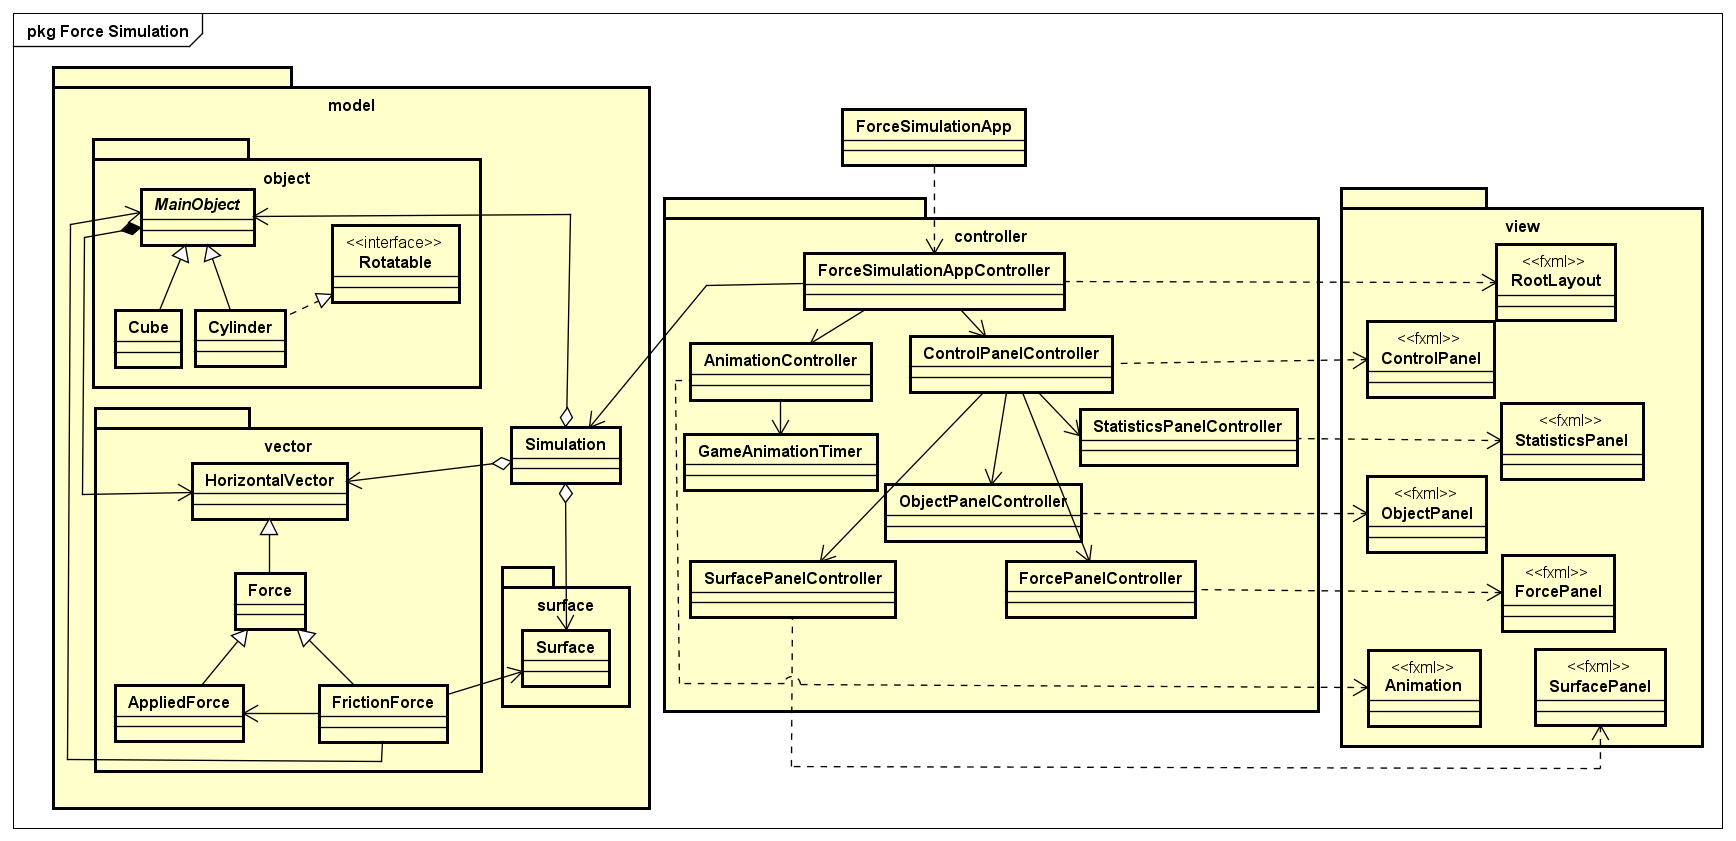 pkg Force Simulation
model
object
MainObject
<<interface>>
Rotatable
Cube
Cylinder
vector
HorizontalVector
Force
AppliedForce
FrictionForce
Simulation
surface
Surface
ForceSimulationApp
controller
ForceSimulationAppController
AnimationController
ControlPanelController
GameAnimationTimer
StatisticsPanelController
ObjectPanelController
SurfacePanelController
ForcePanelController
view
<<fxml>>
RootLayout
<<fxml>>
ControlPanel
<<fxml>>
StatisticsPanel
<<fxml>>
ObjectPanel
<<fxml>>
ForcePanel
<<fxml>>
Animation
<<fxml>>
SurfacePanel